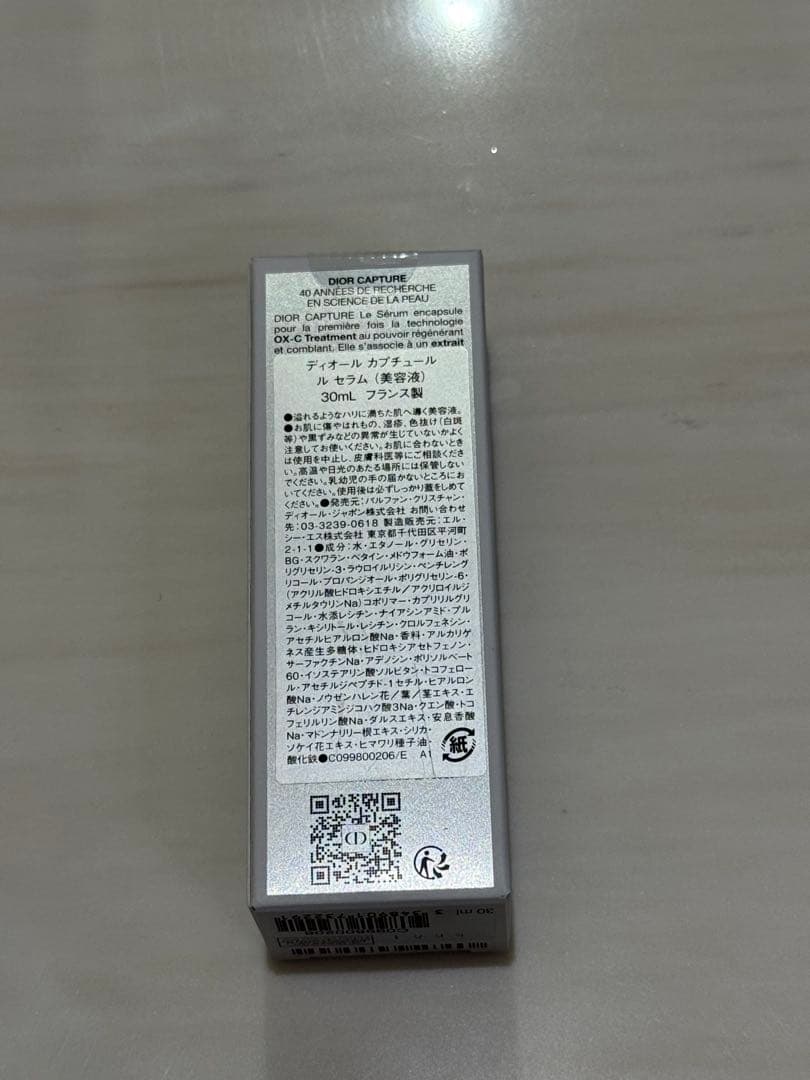 DIOR CAPTURE
40 ANNÉES DE RECHERCHE
EN SCIENCE DE LA PEAU
DIOR CAPTURE Le Sérum encapsule
pour la première fois la technologie
OX-C Treatment au pouvoir régénérant
et comblant. Elle s'associe à un extrait
ディオール カプチュール
ル セラム（美容液）
30mL フランス製
●溢れるようなハリに満ちた肌へ導く美容液。
●お肌に傷やはれもの、湿疹、色抜け（白斑
等）や黒ずみなどの異常が生じていないかよく
注意してお使いください。お肌に合わないとき
は使用を中止し、皮膚科医等にご相談くださ
い。高温や日光のあたる場所には保管しない
でください。乳幼児の手の届かないところにお
いてください。使用後は必ずしっかり蓋をしめて
ください。●発売元：パルファン・クリスチャン・
ディオール・ジャポン株式会社 お問い合わせ
先：03-3239-0618 製造販売元：エル・
シー・エス株式会社 東京都千代田区平河町
2-1-1●成分：水・エタノール・グリセリン・
BG・スクワラン・ベタイン・メドウフォーム油・ポ
リグリセリン-3・ラウロイルリシン・ペンチレング
リコール・プロパンジオール・ポリグリセリン-6・
（アクリル酸ヒドロキシエチル／アクリロイルジ
メチルタウリンNa）コポリマー・カプリリルグリ
コール・水添レシチン・ナイアシンアミド・プル
ラン・キシリトール・レシチン・クロルフェネシン・
アセチルヒアルロン酸Na・香料・アルカリゲ
ネス産生多糖体・ヒドロキシアセトフェノン・
サーファクチンNa・アデノシン・ポリソルベート
60・イソステアリン酸ソルビタン・トコフェロー
ル・アセチルジペプチド-1セチル・ヒアルロン
酸Na・ノウゼンハレン花／葉／茎エキス・エ
チレンジアミンジコハク酸3Na・クエン酸・トコ
フェリルリン酸Na・ダルスエキス・安息香酸
Na・マドンナリリー根エキス・シリカ・
ソケイ花エキス・ヒマワリ種子油・
酸化鉄●C099800206/E A1
紙
CD
30 ml
C099800206